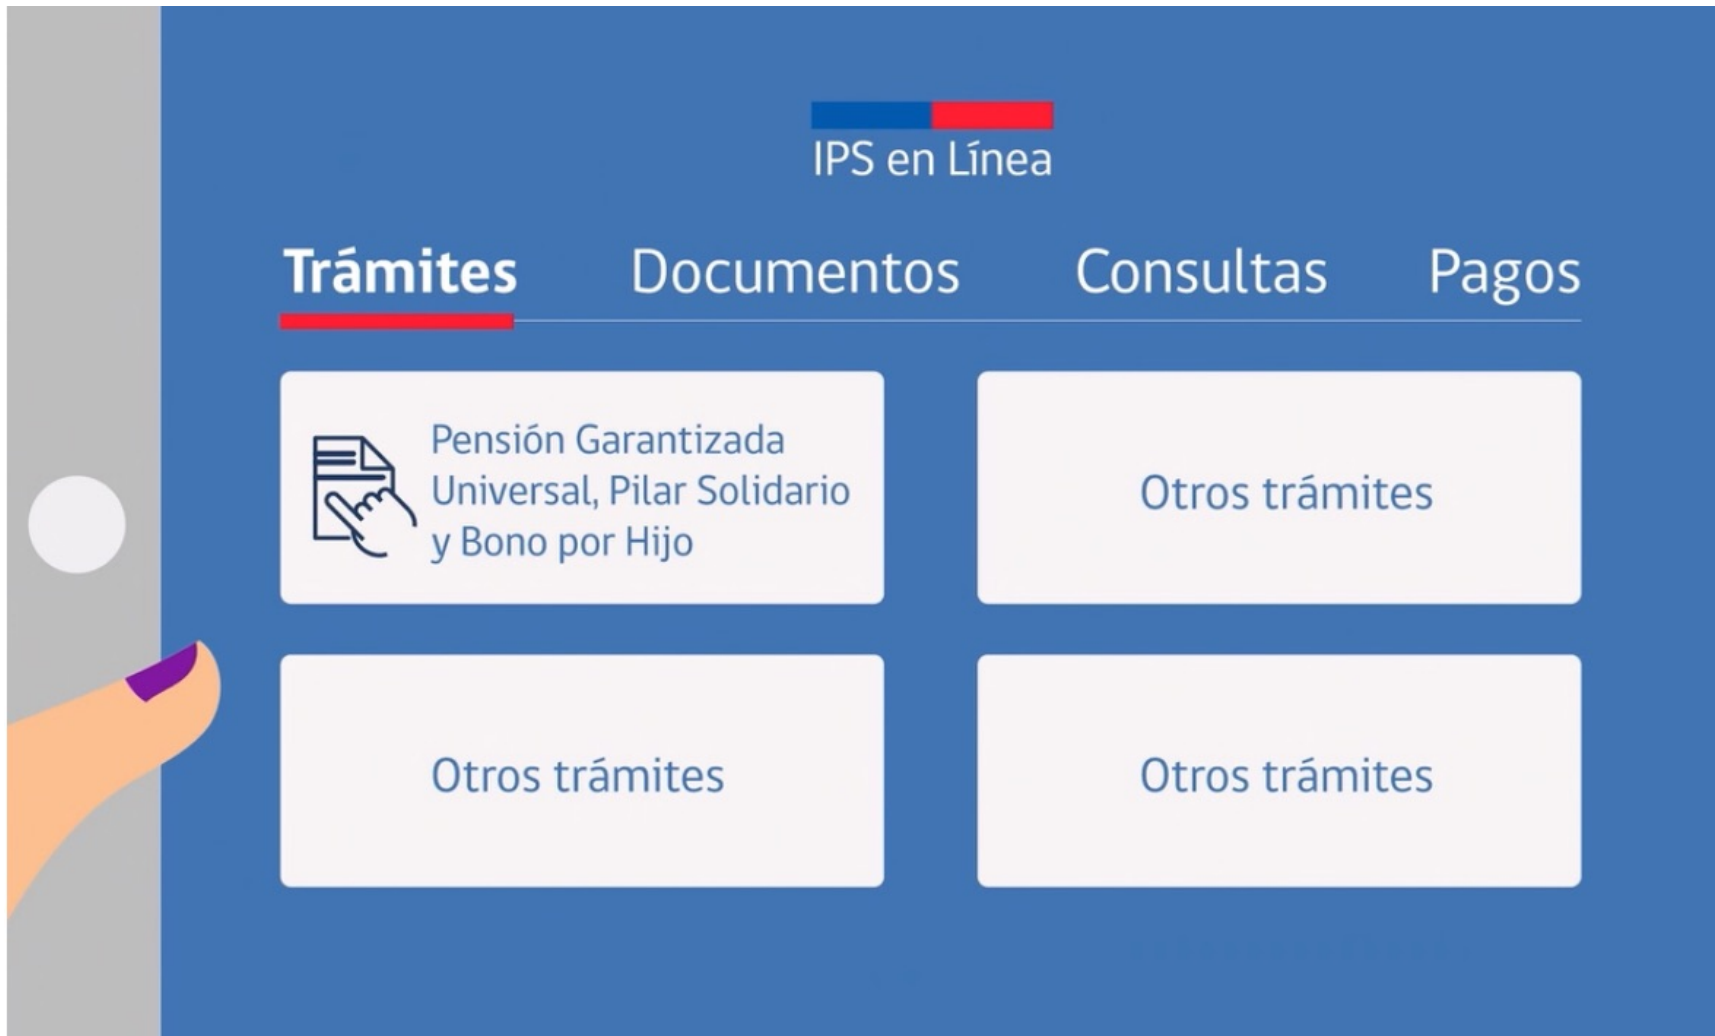 IPS en Línea
Trámites Documentos Consultas Pagos
Pensión Garantizada
Universal, Pilar Solidario
y Bono por Hijo
Otros trámites
Otros trámites
Otros trámites